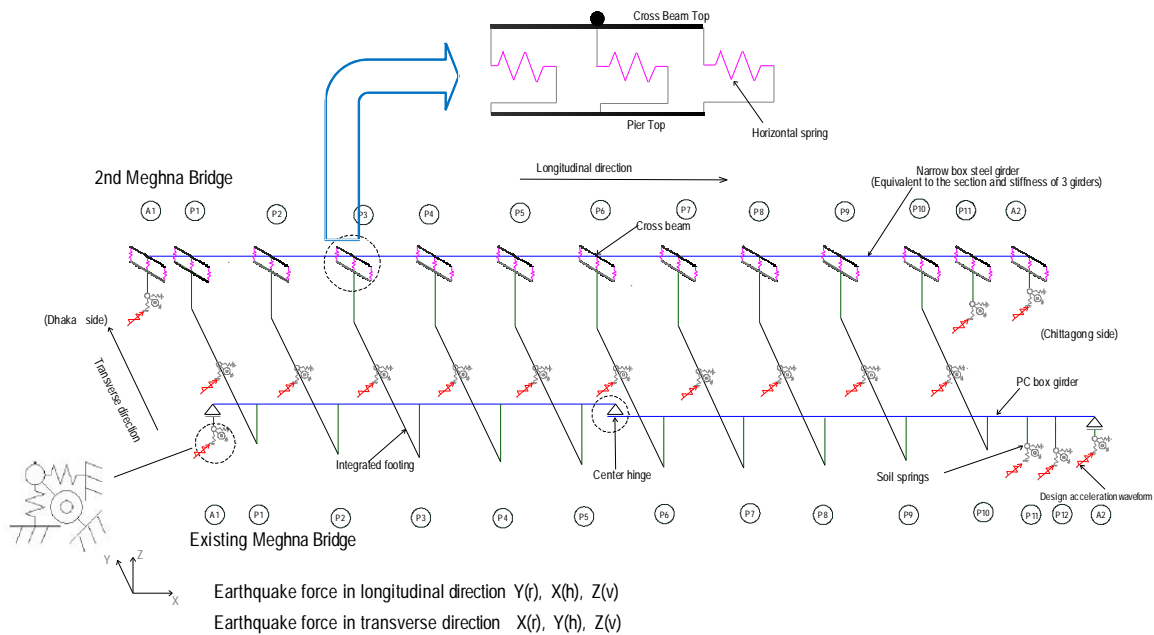 Cross Beam Top
Pier Top
Horizontal spring
Longitudinal direction
2nd Meghna Bridge
Narrow box steel girder
(Equivalent to the section and stiffness of 3 girders)
A1 P1 P2 P3 P4 P5 P6 P7 P8 P9 P10 P11 A2
Cross beam
(Dhaka side)
(Chittagong side)
Transverse direction
PC box girder
Integrated footing
Center hinge
Soil springs
Design acceleration waveform
A1 P1 P2 P3 P4 P5 P6 P7 P8 P9 P10 P11 P12 A2
Existing Meghna Bridge
Y Z
X
Earthquake force in longitudinal direction Y(r), X(h), Z(v)
Earthquake force in transverse direction X(r), Y(h), Z(v)